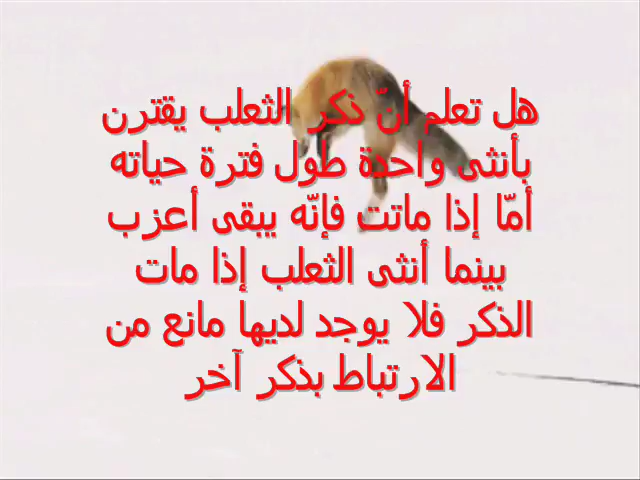 هل تعلم أنّ ذكر الثعلب يقترن
بأنثى واحدة طول فترة حياته
أمّا إذا ماتت فإنّه يبقى أعزب
بينما أنثى الثعلب إذا مات
الذكر فلا يوجد لديها مانع من
الارتباط بذكر آخر